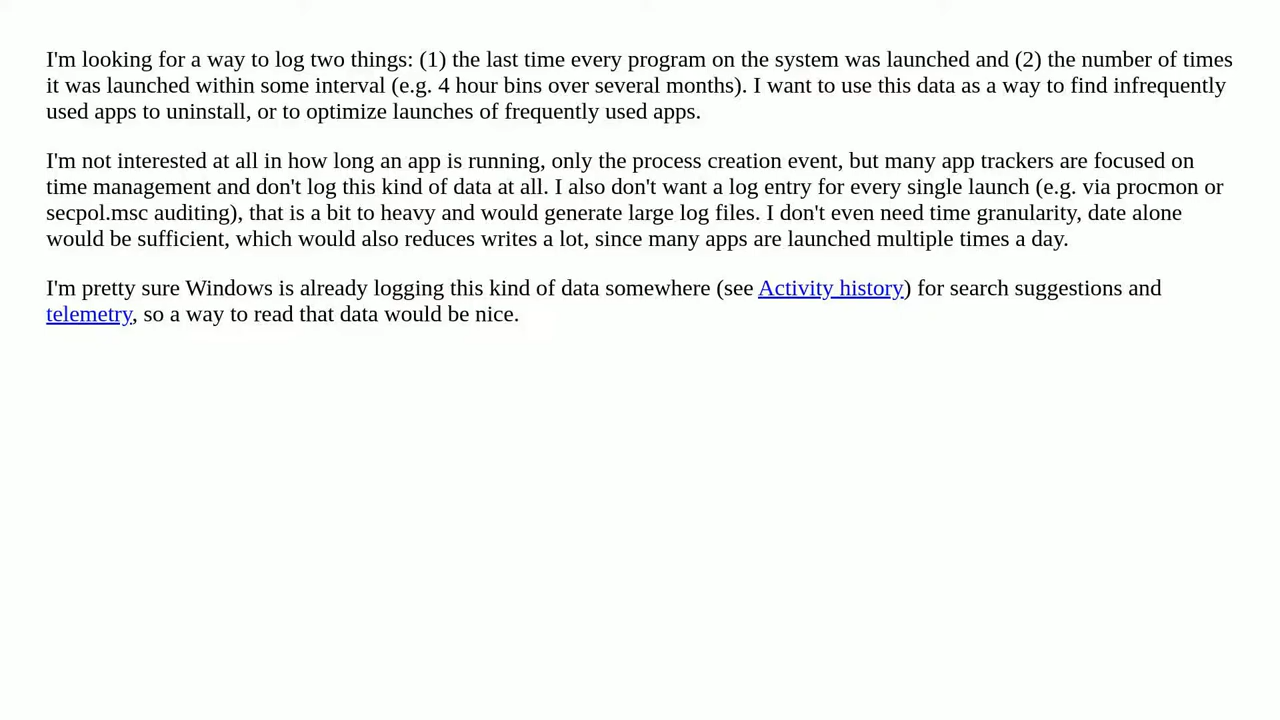 I'm looking for a way to log two things: (1) the last time every program on the system was launched and (2) the number of times
it was launched within some interval (e.g. 4 hour bins over several months). I want to use this data as a way to find infrequently
used apps to uninstall, or to optimize launches of frequently used apps.
I'm not interested at all in how long an app is running, only the process creation event, but many app trackers are focused on
time management and don't log this kind of data at all. I also don't want a log entry for every single launch (e.g. via procmon or
secpol.msc auditing), that is a bit to heavy and would generate large log files. I don't even need time granularity, date alone
would be sufficient, which would also reduces writes a lot, since many apps are launched multiple times a day.
I'm pretty sure Windows is already logging this kind of data somewhere (see Activity history) for search suggestions and
telemetry, so a way to read that data would be nice.